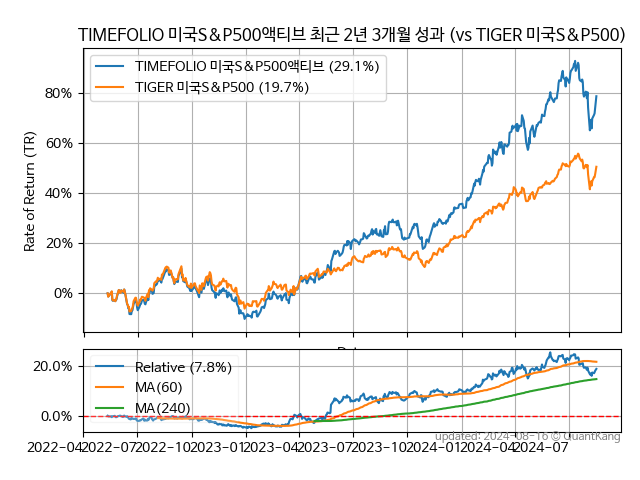 TIMEFOLIO 미국S&P500액티브 최근 2년 3개월 성과 (vs TIGER 미국S&P500)
TIMEFOLIO 미국S&P500액티브 (29.1%)
TIGER 미국S&P500 (19.7%)
80%
60%
40%
20%
0%
Rate of Return (TR)
Relative (7.8%)
MA(60)
MA(240)
20.0%
0.0%
2022-04 2022-07 2022-10 2023-01 2023-04 2023-07 2023-10 2024-01 2024-04 2024-07
updated: 2024-08-16 © QuantKang